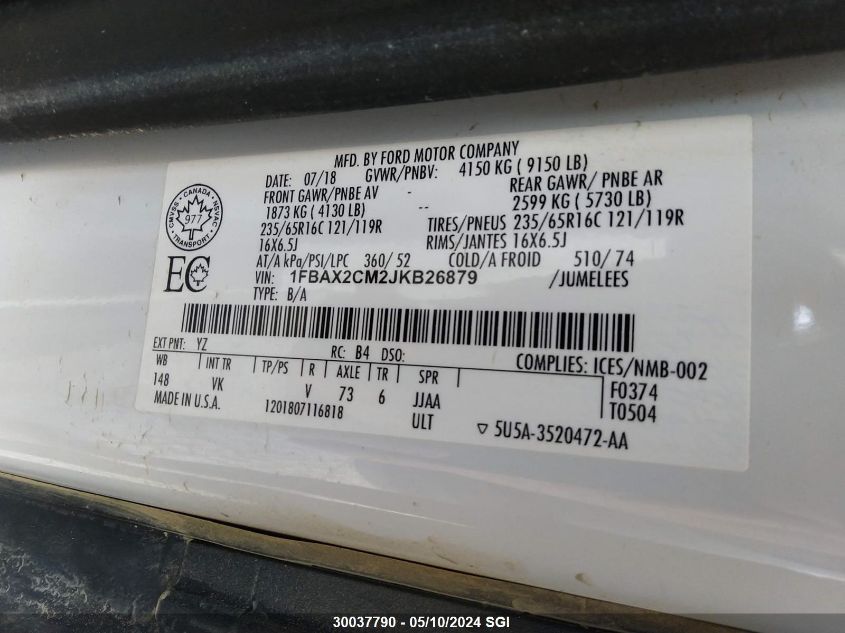 MFD. BY FORD MOTOR COMPANY
DATE: 07/18 GVWR/PNBV: 4150 KG ( 9150 LB)
FRONT GAWR/PNBE AV -- REAR GAWR/ PNBE AR
1873 KG ( 4130 LB) -- 2599 KG ( 5730 LB)
235/65R16C 121/119R TIRES/PNEUS 235/65R16C 121/119R
16X6.5J RIMS/JANTES 16X6.5J
AT/A kPa/PSI/LPC 360/ 52 COLD/A FROID 510/ 74
VIN: 1FBAX2CM2JKB26879 /JUMELEES
TYPE: B/A
CANADA
CMVSS NSVAC
977
TRANSPORT
EC
EXT PNT: YZ RC: B4 DSO: COMPLIES: ICES/NMB-002
WB INT TR TP/PS R AXLE TR SPR F0374
148 VK V 73 6 JJAA T0504
MADE IN U.S.A. 1201807116818 ULT 5U5A-3520472-AA
30037790 - 05/10/2024 SGI